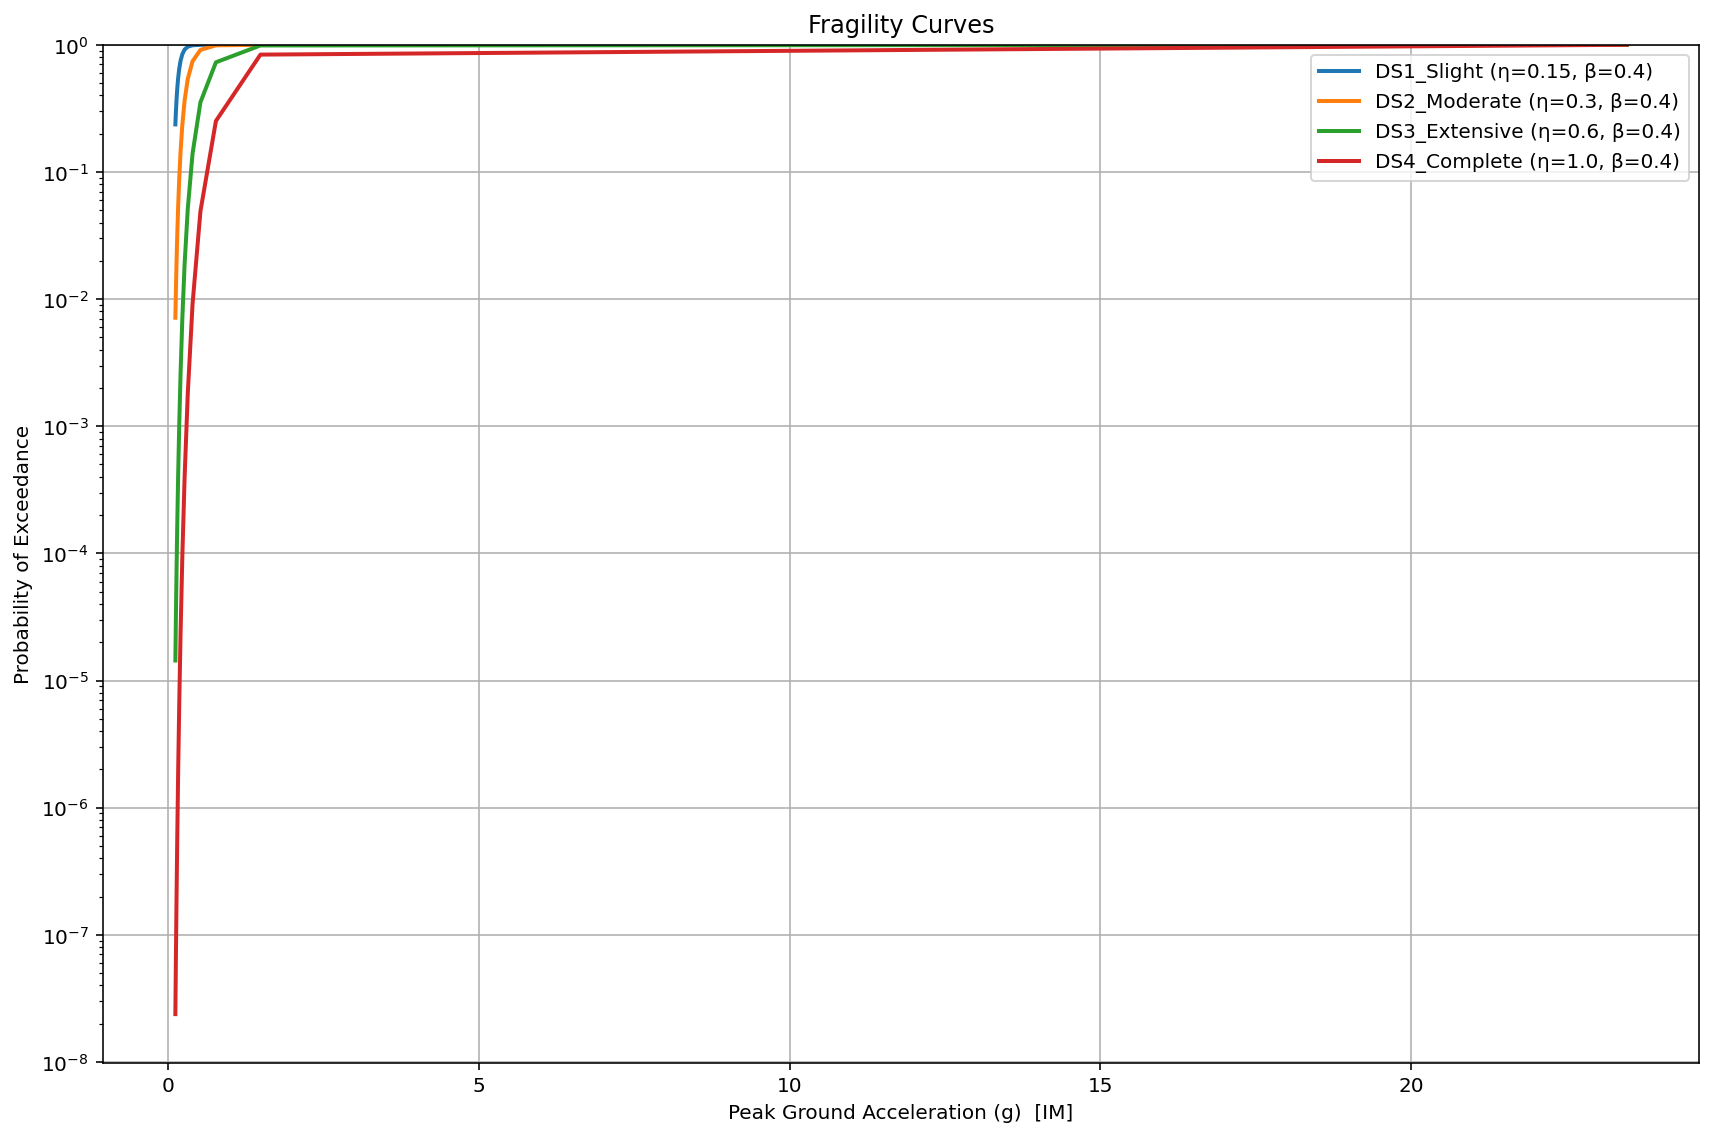 Fragility Curves
DS1_Slight (η=0.15, β=0.4)
DS2_Moderate (η=0.3, β=0.4)
DS3_Extensive (η=0.6, β=0.4)
DS4_Complete (η=1.0, β=0.4)
Probability of Exceedance
10⁰
10⁻¹
10⁻²
10⁻³
10⁻⁴
10⁻⁵
10⁻⁶
10⁻⁷
10⁻⁸
0 5 10 15 20
Peak Ground Acceleration (g)  [IM]